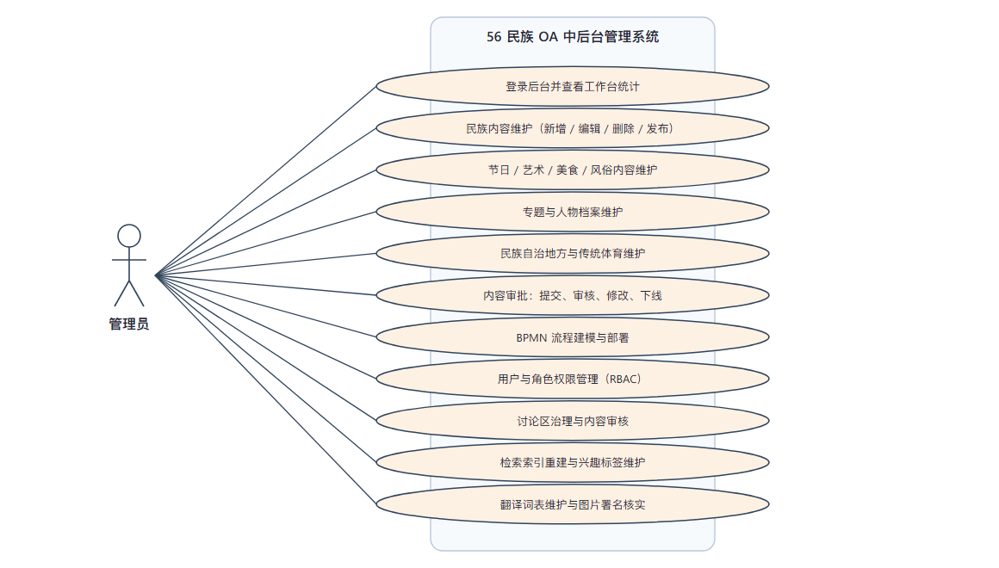 56 民族 OA 中后台管理系统
登录后台并查看工作台统计
民族内容维护（新增 / 编辑 / 删除 / 发布）
节日 / 艺术 / 美食 / 风俗内容维护
专题与人物档案维护
民族自治地方与传统体育维护
内容审批：提交、审核、修改、下线
管理员
BPMN 流程建模与部署
用户与角色权限管理（RBAC）
讨论区治理与内容审核
检索索引重建与兴趣标签维护
翻译词表维护与图片署名核实